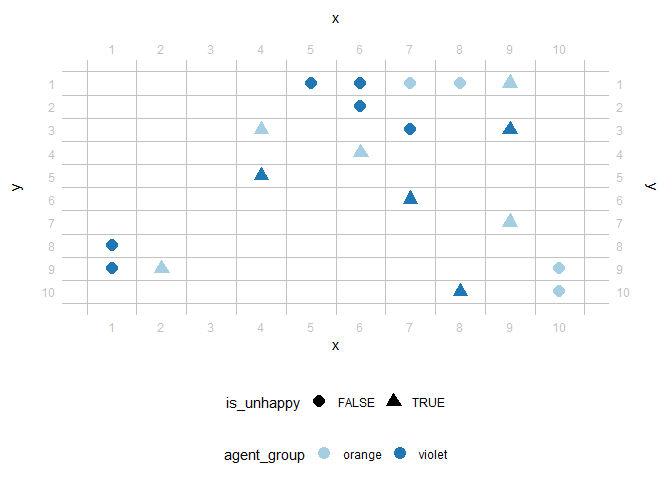 x
1 2 3 4 5 6 7 8 9 10
1 1
2 2
3 3
4 4
y 5 5 y
6 6
7 7
8 8
9 9
10 10
1 2 3 4 5 6 7 8 9 10
x
is_unhappy FALSE TRUE
agent_group orange violet